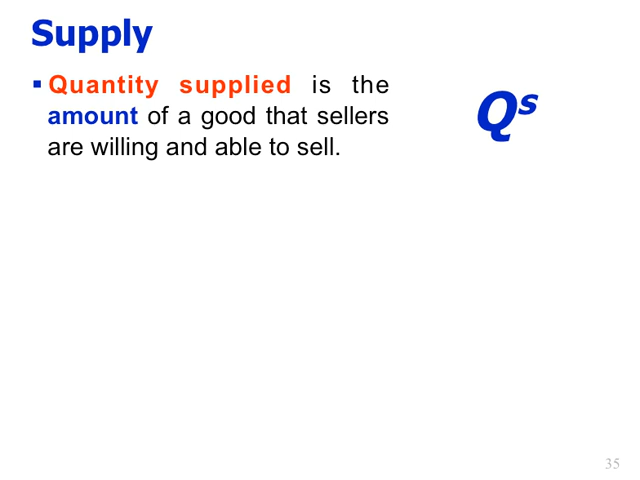 Supply
▪ Quantity supplied is the
amount of a good that sellers
are willing and able to sell.
Qˢ
35